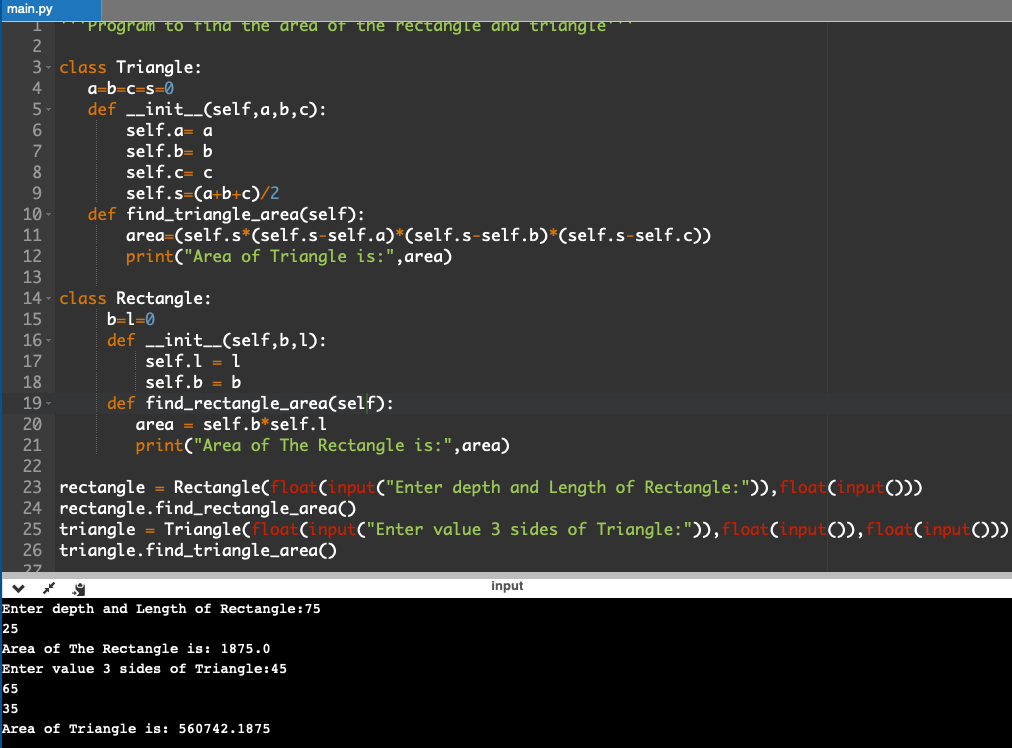 main.py
1 '''Program to find the area of the rectangle and triangle'''
2
3 class Triangle:
4 a=b=c=s=0
5 def __init__(self,a,b,c):
6 self.a= a
7 self.b= b
8 self.c= c
9 self.s=(a+b+c)/2
10 def find_triangle_area(self):
11 area=(self.s*(self.s-self.a)*(self.s-self.b)*(self.s-self.c))
12 print("Area of Triangle is:",area)
13
14 class Rectangle:
15 b=l=0
16 def __init__(self,b,l):
17 self.l = l
18 self.b = b
19 def find_rectangle_area(self):
20 area = self.b*self.l
21 print("Area of The Rectangle is:",area)
22
23 rectangle = Rectangle(float(input("Enter depth and Length of Rectangle:")),float(input()))
24 rectangle.find_rectangle_area()
25 triangle = Triangle(float(input("Enter value 3 sides of Triangle:")),float(input()),float(input()))
26 triangle.find_triangle_area()
27
input
Enter depth and Length of Rectangle:75
25
Area of The Rectangle is: 1875.0
Enter value 3 sides of Triangle:45
65
35
Area of Triangle is: 560742.1875